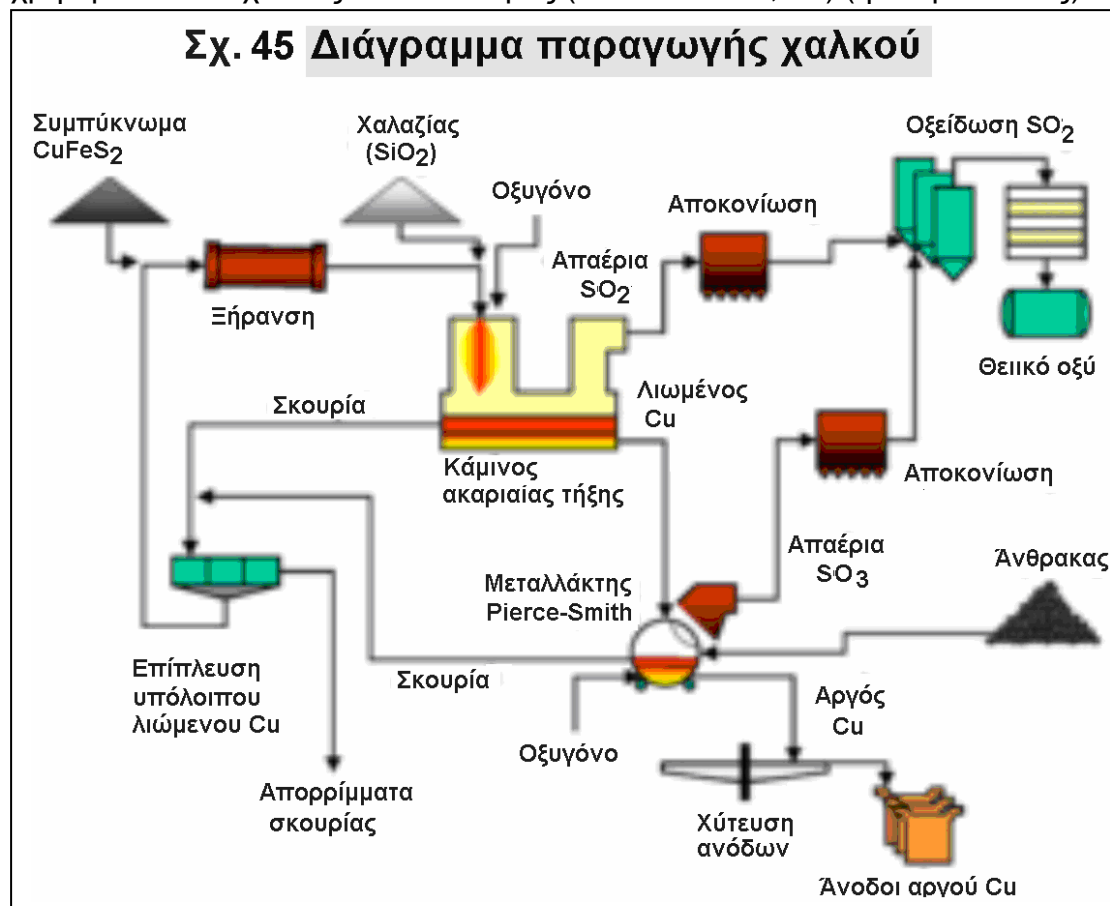 Σχ. 45 Διάγραμμα παραγωγής χαλκού
Συμπύκνωμα
CuFeS2
Χαλαζίας
(SiO2)
Οξυγόνο
Αποκονίωση
Οξείδωση SO2
Απαέρια
SO2
Ξήρανση
Θειικό οξύ
Σκουρία
Λιωμένος
Cu
Κάμινος
ακαριαίας τήξης
Αποκονίωση
Απαέρια
SO3
Άνθρακας
Μεταλλάκτης
Pierce-Smith
Επίπλευση
υπόλοιπου
λιώμενου Cu
Σκουρία
Αργός
Cu
Οξυγόνο
Απορρίμματα
σκουρίας
Χύτευση
ανόδων
Άνοδοι αργού Cu